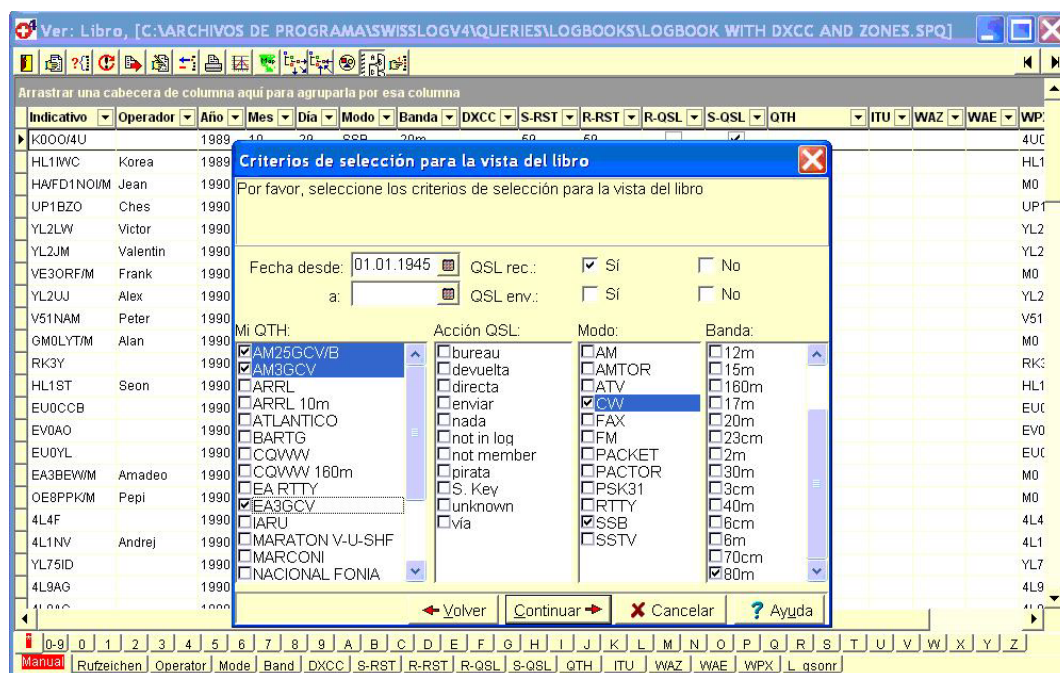 Ver: Libro, [C:\ARCHIVOS DE PROGRAMA\SWISSLOGV4\QUERIES\LOGBOOKS\LOGBOOK WITH DXCC AND ZONES.SPQ]
Arrastrar una cabecera de columna aquí para agruparla por esa columna
Indicativo Operador Año Mes Día Modo Banda DXCC S-RST R-RST R-QSL S-QSL QTH ITU WAZ WAE WP
K0OO/4U 1989 10 29 SSB 20m 59 59 4U
HL1IWC Korea 1989 HL1
HA/FD1NOI/M Jean 1990 M0
UP1BZO Ches 1990 UP1
YL2LW Victor 1990 YL2
YL2JM Valentin 1990 YL2
VE3ORF/M Frank 1990 M0
YL2UJ Alex 1990 YL2
V51NAM Peter 1990 V51
GM0LYT/M Alan 1990 M0
RK3Y 1990 RK3
HL1ST Seon 1990 HL1
EU0CCB 1990 EU0
EV0AO 1990 EV0
EU0YL 1990 EU0
EA3BEW/M Amadeo 1990 M0
OE8PPK/M Pepi 1990 M0
4L4F 1990 4L4
4L1NV Andrej 1990 4L1
YL75ID 1990 YL7
4L9AG 1990 4L9
Criterios de selección para la vista del libro
Por favor, seleccione los criterios de selección para la vista del libro
Fecha desde: 01.01.1945 QSL rec.: Sí No
a: QSL env.: Sí No
Mi QTH:
AM25GCV/B
AM3GCV
ARRL
ARRL 10m
ATLANTICO
BARTG
CQWW
CQWW 160m
EA RTTY
EA3GCV
IARU
MARATON V-U-SHF
MARCONI
NACIONAL FONIA
Acción QSL:
bureau
devuelta
directa
enviar
nada
not in log
not member
pirata
S. Key
unknown
vía
Modo:
AM
AMTOR
ATV
CW
FAX
FM
PACKET
PACTOR
PSK31
RTTY
SSB
SSTV
Banda:
12m
15m
160m
17m
20m
23cm
2m
30m
3cm
40m
6cm
6m
70cm
80m
Volver Continuar Cancelar Ayuda
0-9 0 1 2 3 4 5 6 7 8 9 A B C D E F G H I J K L M N O P Q R S T U V W X Y Z
Manual Rufzeichen Operator Mode Band DXCC S-RST R-RST R-QSL S-QSL QTH ITU WAZ WAE WPX L_qsonr